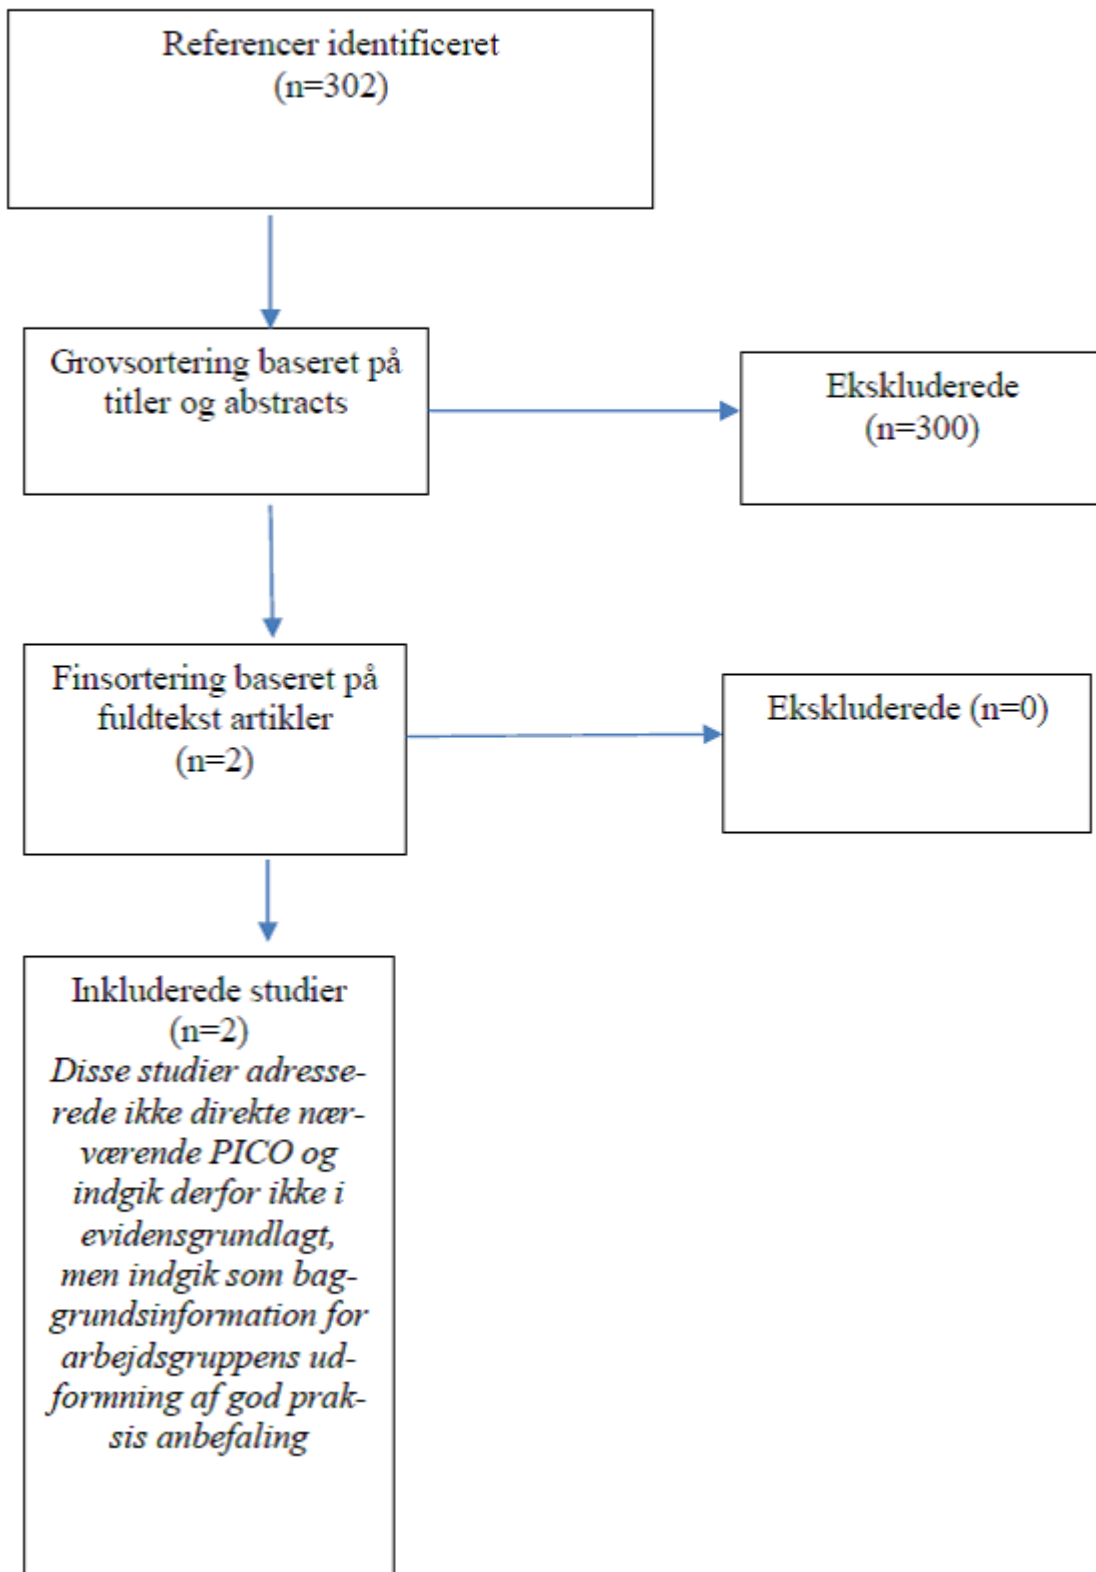 Referencer identificeret
(n=302)
Grovsortering baseret på
titler og abstracts
Ekskluderede
(n=300)
Finsortering baseret på
fuldtekst artikler
(n=2)
Ekskluderede (n=0)
Inkluderede studier
(n=2)
Disse studier adresse-
rede ikke direkte nær-
værende PICO og
indgik derfor ikke i
evidensgrundlagt,
men indgik som bag-
grundsinformation for
arbejdsgruppens ud-
formning af god prak-
sis anbefaling